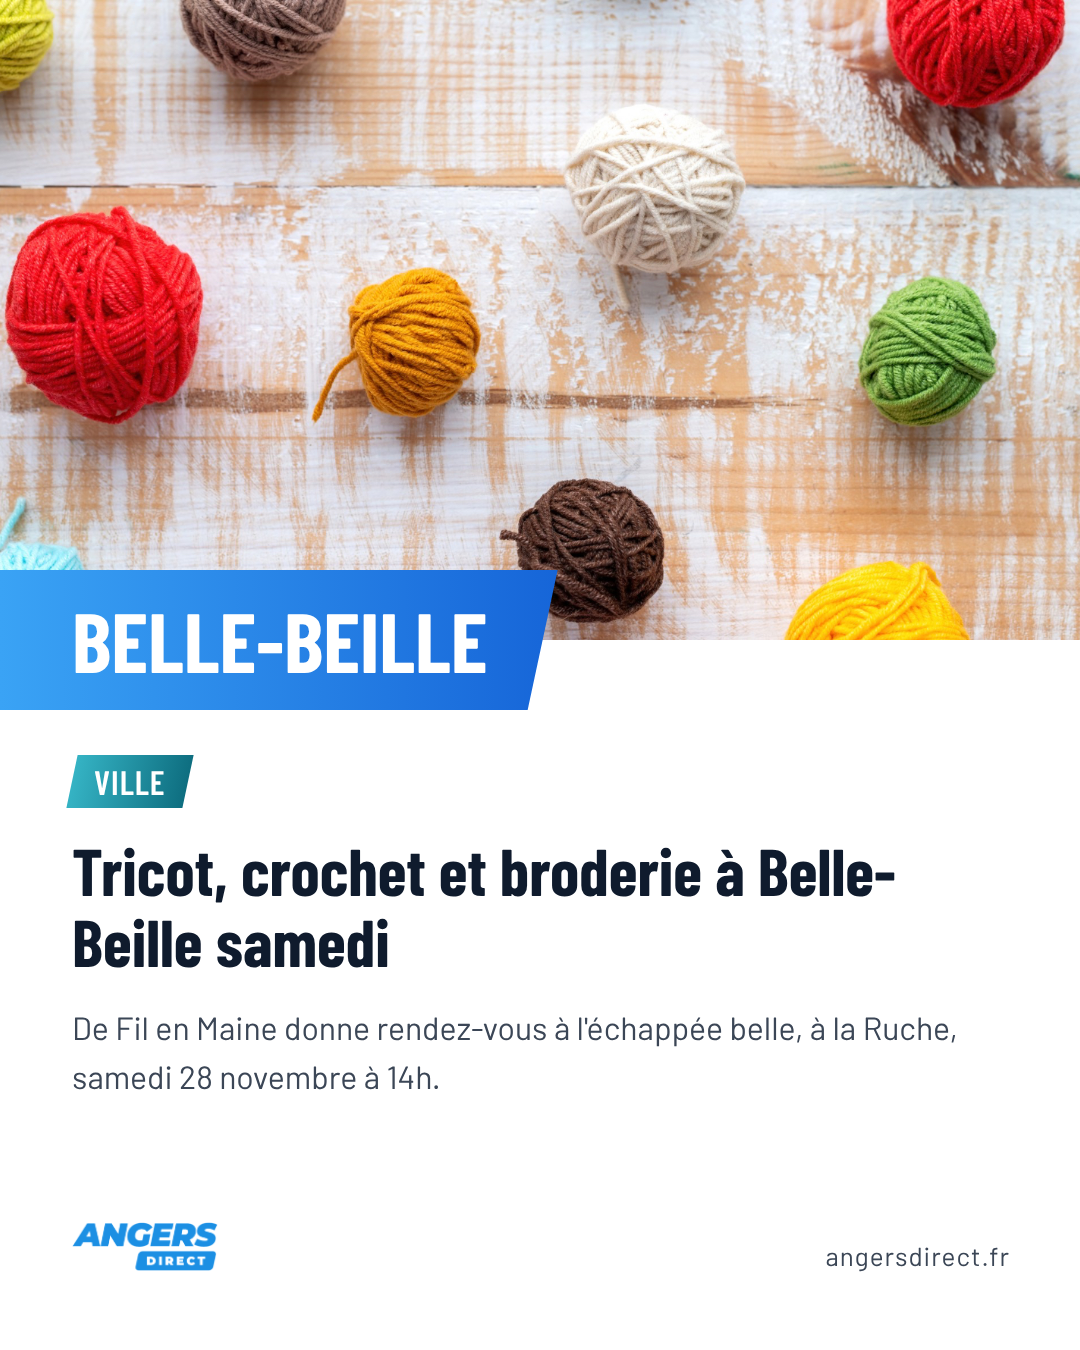 BELLE-BEILLE
VILLE
Tricot, crochet et broderie à Belle-
Beille samedi
De Fil en Maine donne rendez-vous à l'échappée belle, à la Ruche,
samedi 28 novembre à 14h.
ANGERS
DIRECT
angersdirect.fr